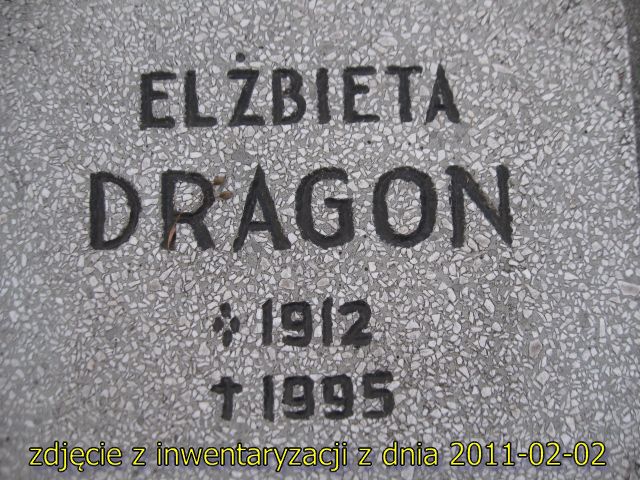 ELŻBIETA
DRAGON
1912
✝ 1995
zdjęcie z inwentaryzacji z dnia 2011-02-02